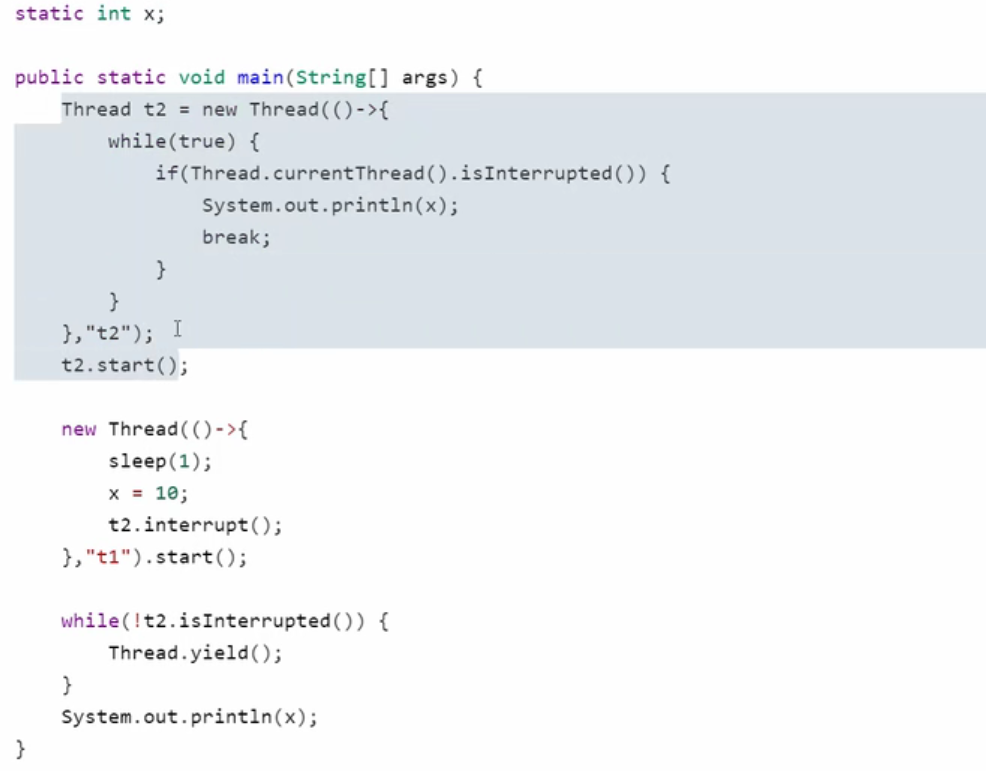 static int x;
public static void main(String[] args) {
Thread t2 = new Thread(()->{
while(true) {
if(Thread.currentThread().isInterrupted()) {
System.out.println(x);
break;
}
}
},"t2");
t2.start();
new Thread(()->{
sleep(1);
x = 10;
t2.interrupt();
},"t1").start();
while(!t2.isInterrupted()) {
Thread.yield();
}
System.out.println(x);
}